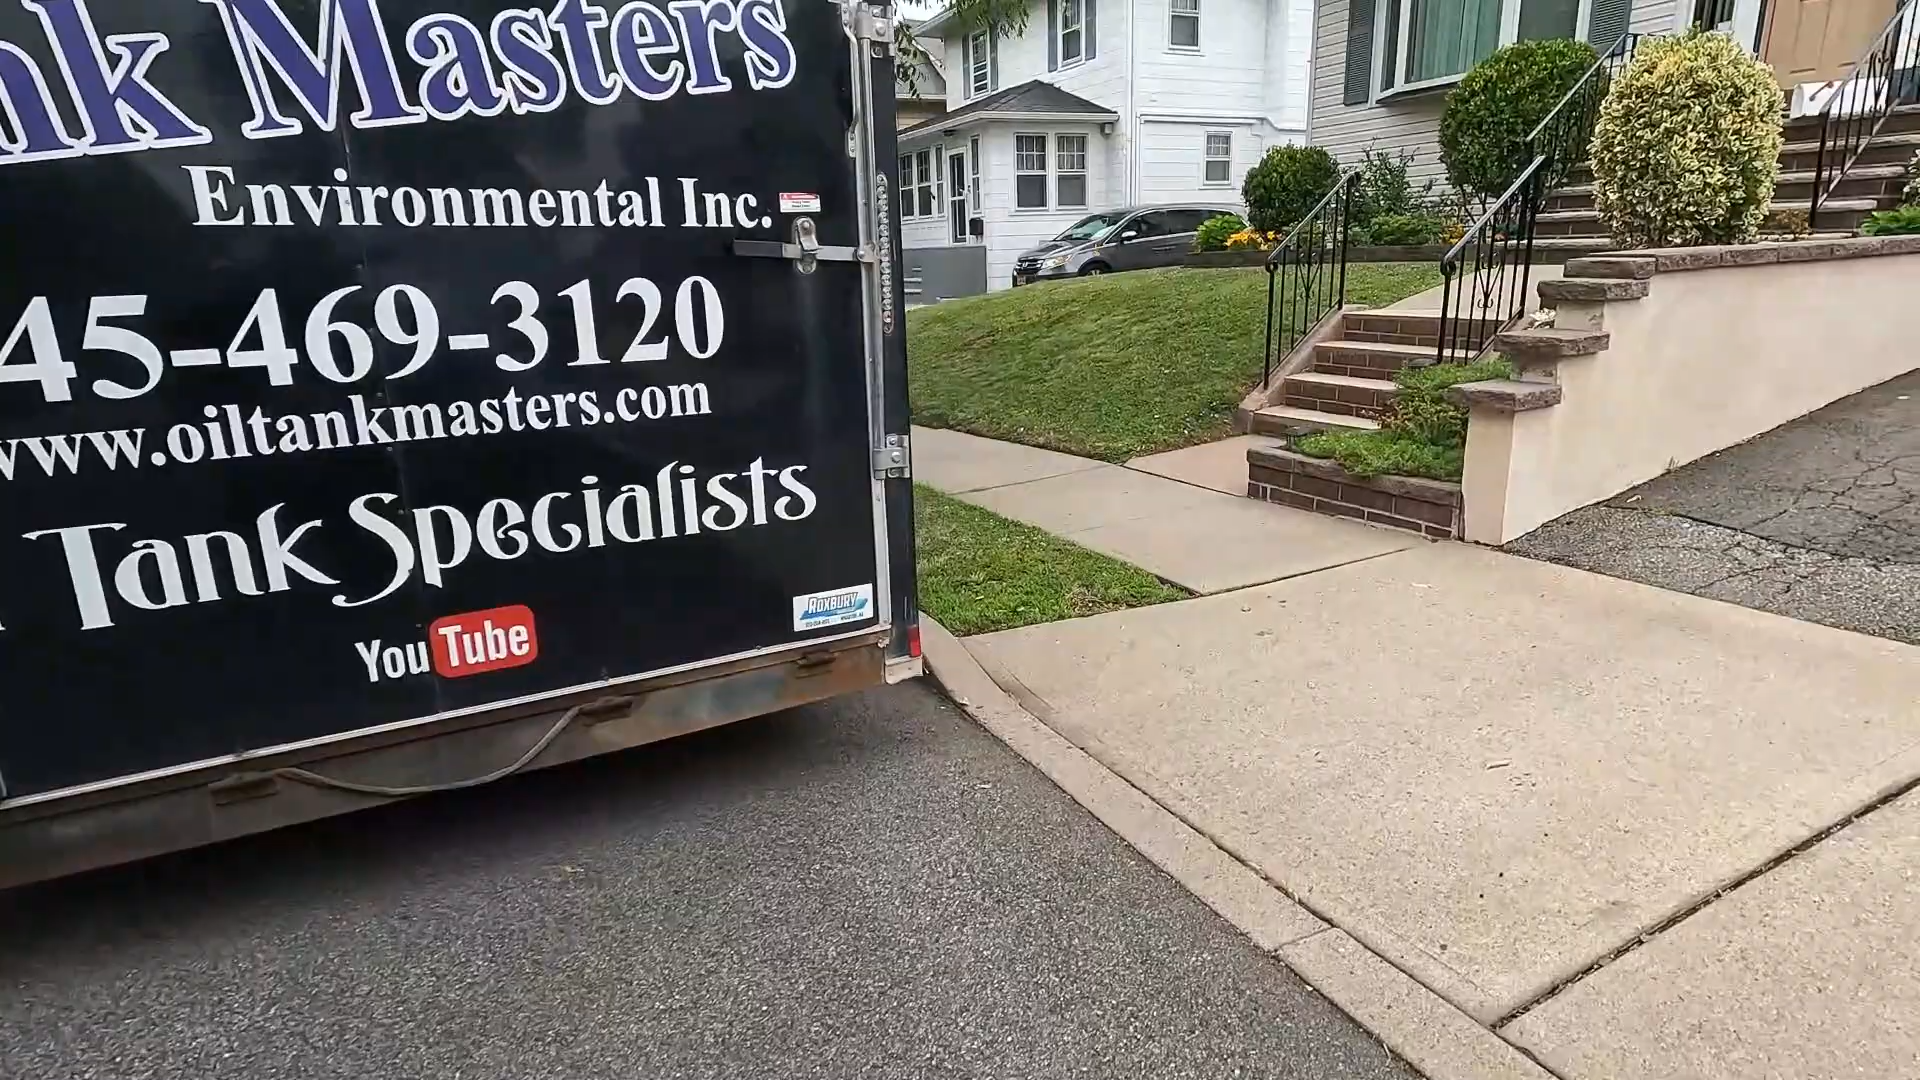 nk Masters
Environmental Inc.
45-469-3120
www.oiltankmasters.com
Tank Specialists
YouTube
ROXBURY